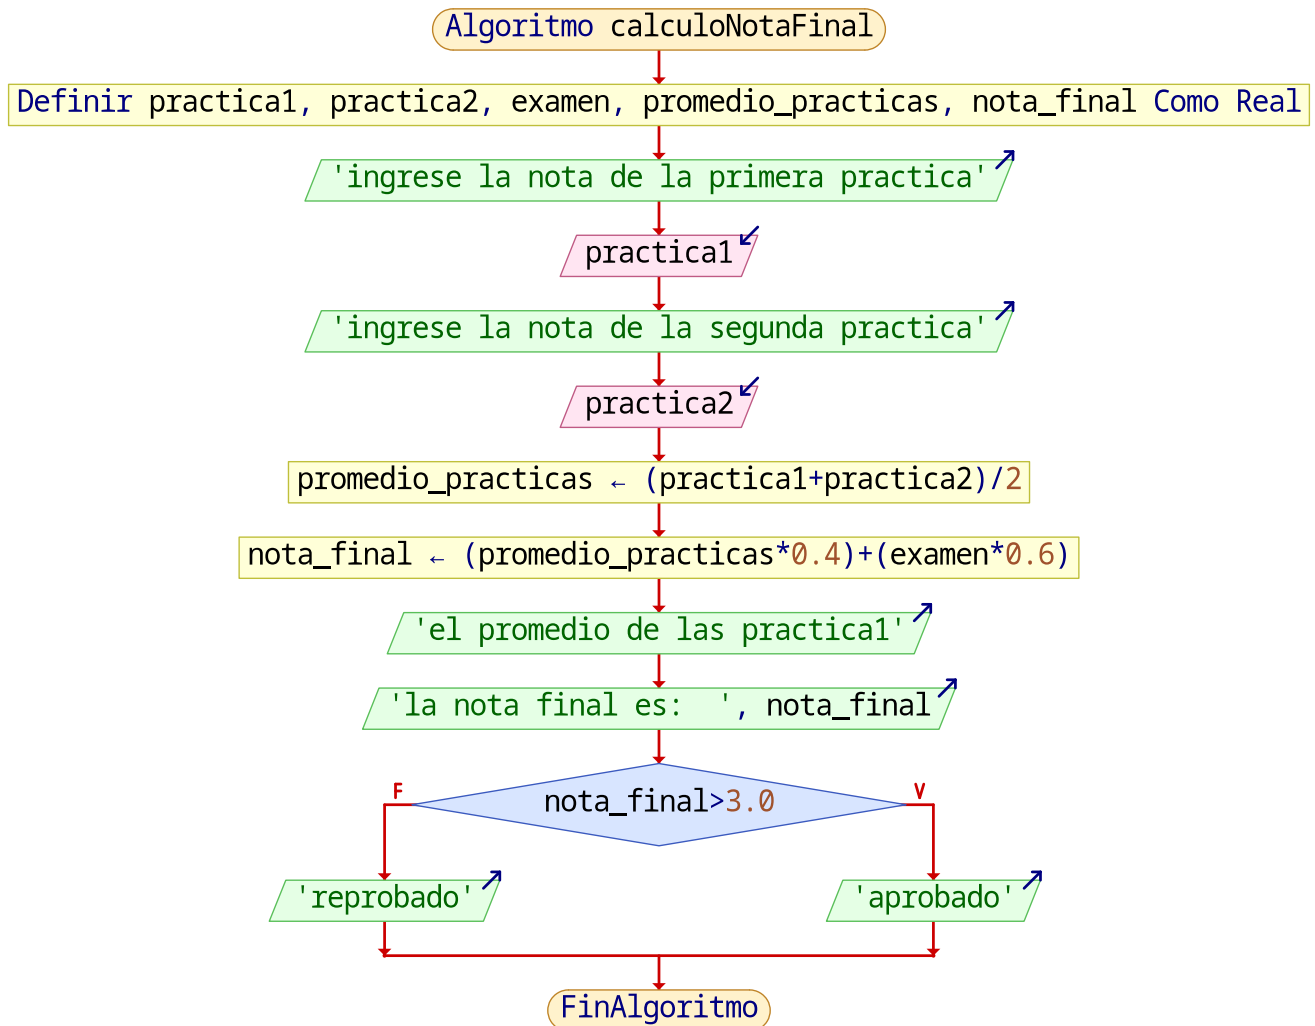 Algoritmo calculoNotaFinal
Definir practica1, practica2, examen, promedio_practicas, nota_final Como Real
'ingrese la nota de la primera practica'
practica1
'ingrese la nota de la segunda practica'
practica2
promedio_practicas ← (practica1+practica2)/2
nota_final ← (promedio_practicas*0.4)+(examen*0.6)
'el promedio de las practica1'
'la nota final es:  ', nota_final
F
V
nota_final>3.0
'reprobado'
'aprobado'
FinAlgoritmo